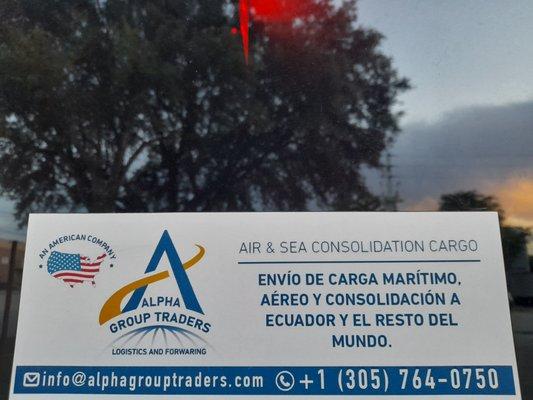 AN AMERICAN COMPANY
ALPHA
GROUP TRADERS
LOGISTICS AND FORWARING
AIR & SEA CONSOLIDATION CARGO
ENVÍO DE CARGA MARÍTIMO,
AÉREO Y CONSOLIDACIÓN A
ECUADOR Y EL RESTO DEL
MUNDO.
info@alphagrouptraders.com +1 (305) 764-0750